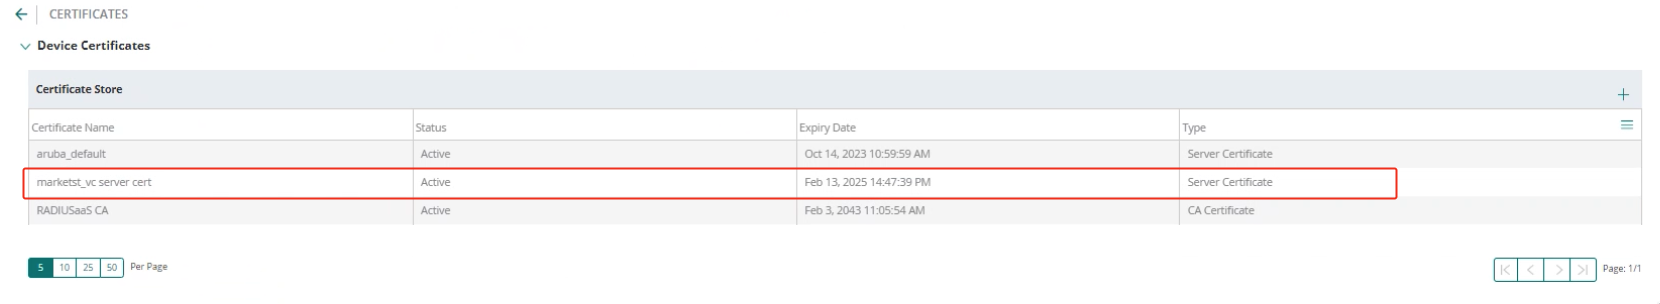 CERTIFICATES
Device Certificates
Certificate Store
Certificate Name Status Expiry Date Type
aruba_default Active Oct 14, 2023 10:59:59 AM Server Certificate
marketst_vc server cert Active Feb 13, 2025 14:47:39 PM Server Certificate
RADIUSaaS CA Active Feb 3, 2043 11:05:54 AM CA Certificate
5 10 25 50 Per Page Page: 1/1